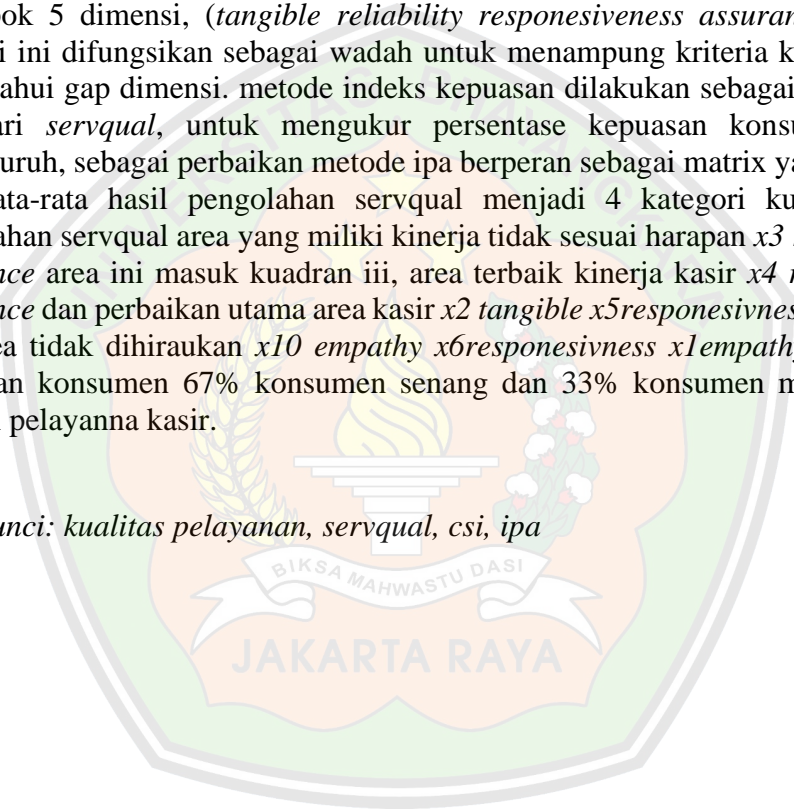 ok 5 dimensi, (tangible reliability responesiveness assuran
i ini difungsikan sebagai wadah untuk menampung kriteria k
ahui gap dimensi. metode indeks kepuasan dilakukan sebagai
ari servqual, untuk mengukur persentase kepuasan konsu
uruh, sebagai perbaikan metode ipa berperan sebagai matrix ya
ata-rata hasil pengolahan servqual menjadi 4 kategori ku
ahan servqual area yang miliki kinerja tidak sesuai harapan x3
nce area ini masuk kuadran iii, area terbaik kinerja kasir x4 r
nce dan perbaikan utama area kasir x2 tangible x5responesivnes
ea tidak dihiraukan x10 empathy x6responesivness x1empath
an konsumen 67% konsumen senang dan 33% konsumen m
pelayanna kasir.
unci: kualitas pelayanan, servqual, csi, ipa
UNIVERSITAS BHAYANGKARA
BIKSA MAHWASTU DASI
JAKARTA RAYA